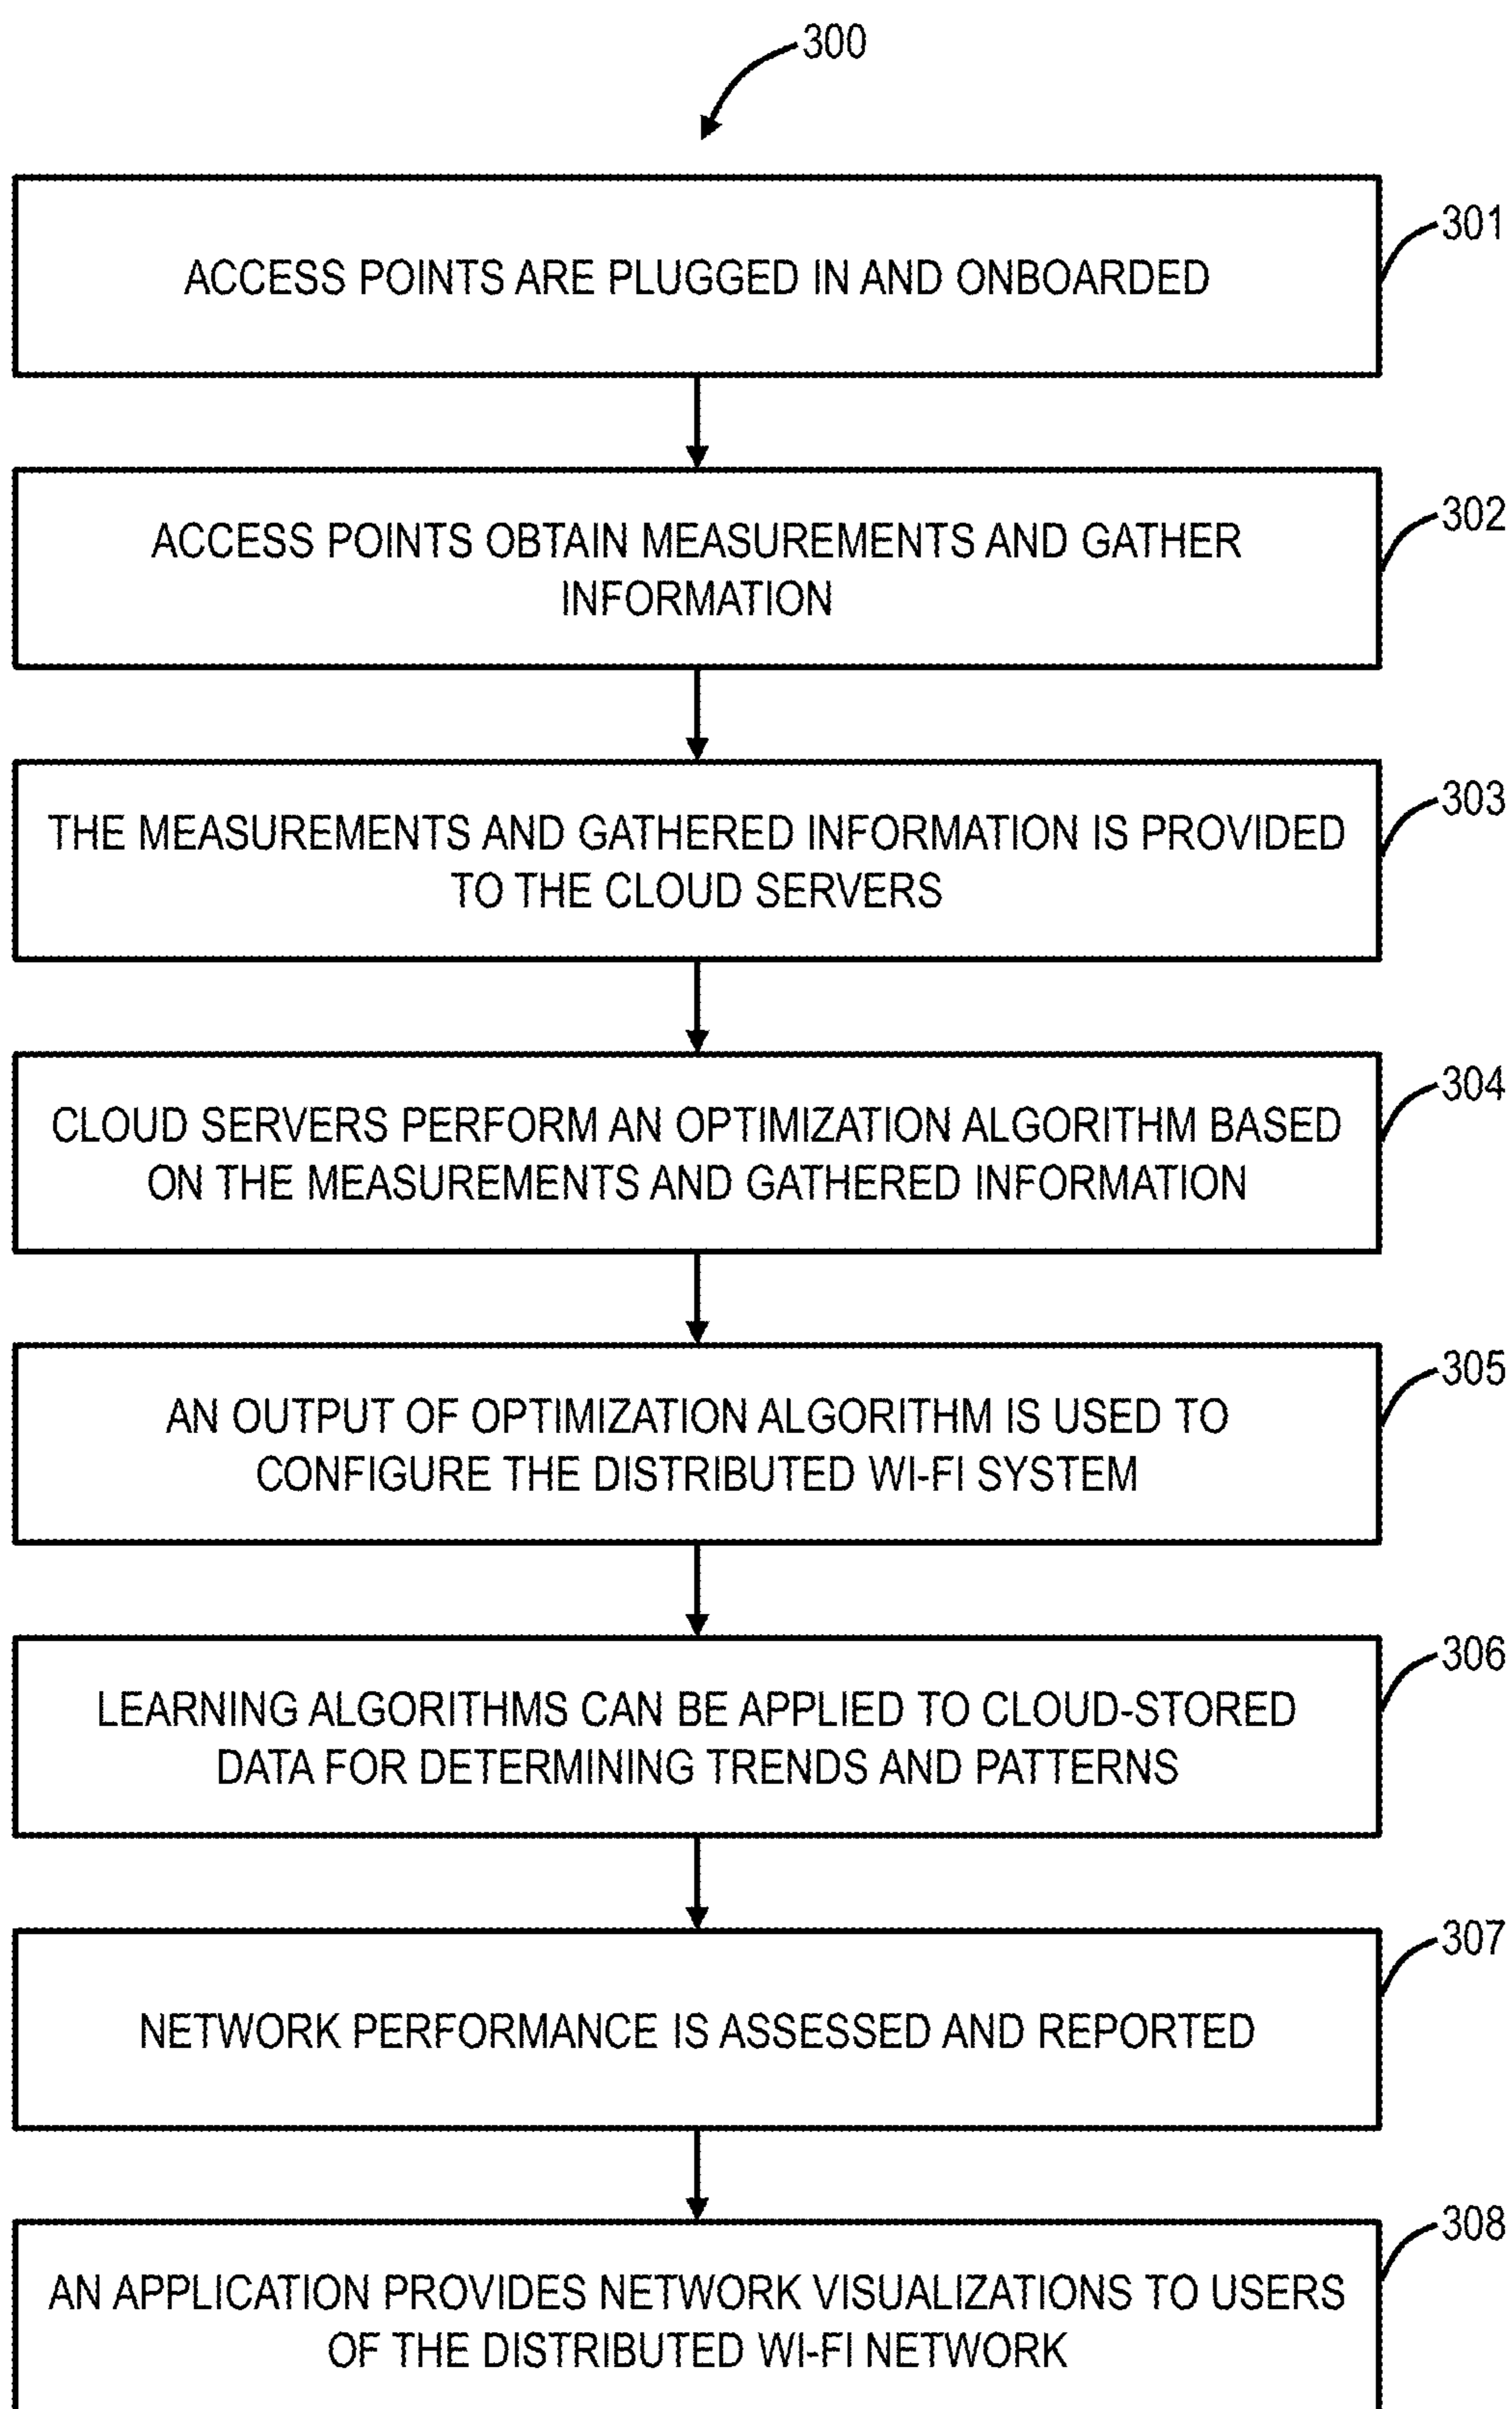 300
301
ACCESS POINTS ARE PLUGGED IN AND ONBOARDED
302
ACCESS POINTS OBTAIN MEASUREMENTS AND GATHER
INFORMATION
303
THE MEASUREMENTS AND GATHERED INFORMATION IS PROVIDED
TO THE CLOUD SERVERS
304
CLOUD SERVERS PERFORM AN OPTIMIZATION ALGORITHM BASED
ON THE MEASUREMENTS AND GATHERED INFORMATION
305
AN OUTPUT OF OPTIMIZATION ALGORITHM IS USED TO
CONFIGURE THE DISTRIBUTED WI-FI SYSTEM
306
LEARNING ALGORITHMS CAN BE APPLIED TO CLOUD-STORED
DATA FOR DETERMINING TRENDS AND PATTERNS
307
NETWORK PERFORMANCE IS ASSESSED AND REPORTED
308
AN APPLICATION PROVIDES NETWORK VISUALIZATIONS TO USERS
OF THE DISTRIBUTED WI-FI NETWORK